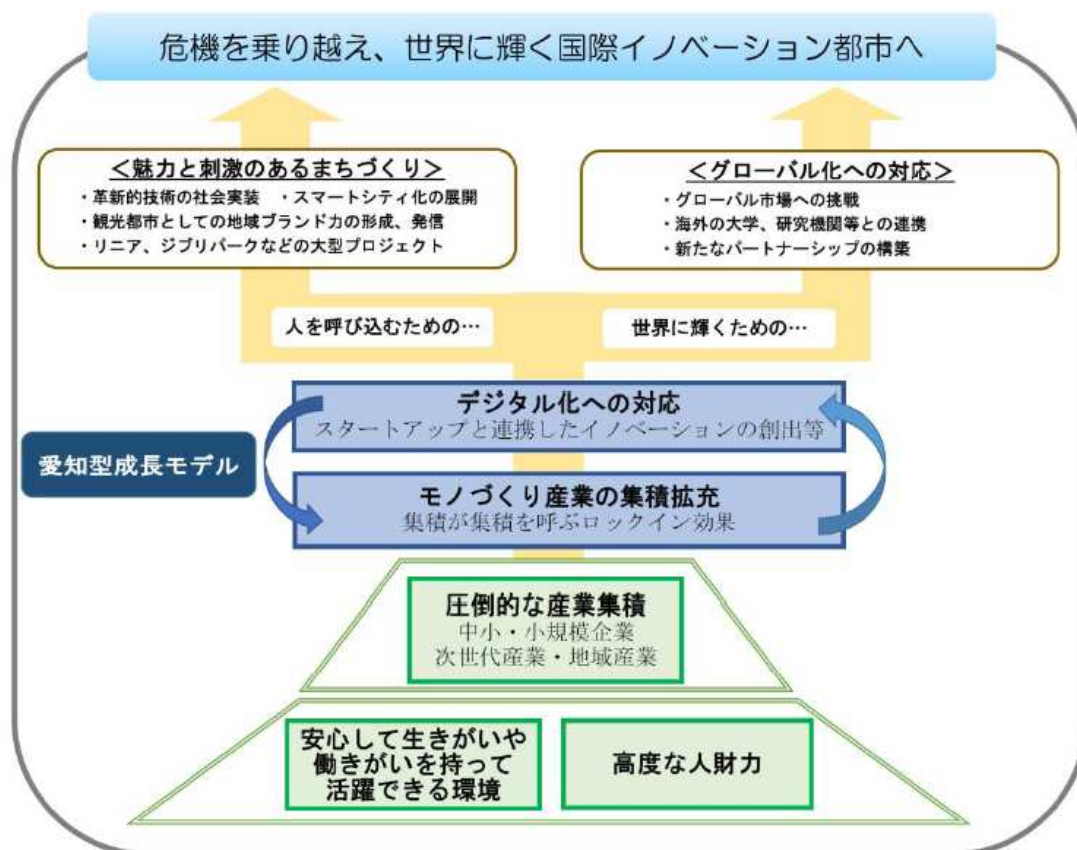 危機を乗り越え、世界に輝く国際イノベーション都市へ
＜魅力と刺激のあるまちづくり＞
・革新的技術の社会実装　・スマートシティ化の展開
・観光都市としての地域ブランド力の形成、発信
・リニア、ジブリパークなどの大型プロジェクト
＜グローバル化への対応＞
・グローバル市場への挑戦
・海外の大学、研究機関等との連携
・新たなパートナーシップの構築
人を呼び込むための…
世界に輝くための…
デジタル化への対応
スタートアップと連携したイノベーションの創出等
愛知型成長モデル
モノづくり産業の集積拡充
集積が集積を呼ぶロックイン効果
圧倒的な産業集積
中小・小規模企業
次世代産業・地域産業
安心して生きがいや
働きがいを持って
活躍できる環境
高度な人財力